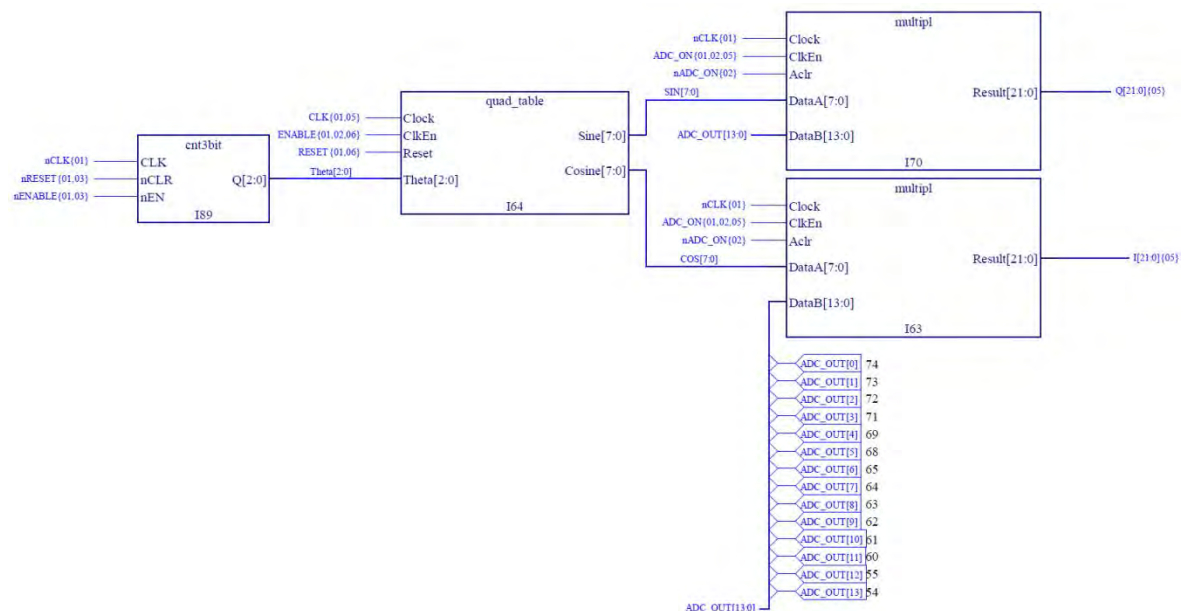 multipl
nCLK{01}
Clock
ADC_ON{01,02,05}
ClkEn
nADC_ON{02}
Aclr
SIN[7:0]
DataA[7:0]
Result[21:0]
Q[21:0]{05}
ADC_OUT[13:0]
DataB[13:0]
I70
quad_table
CLK{01,05}
Clock
ENABLE{01,02,06}
ClkEn
RESET{01,06}
Reset
Theta[2:0]
Theta[2:0]
Sine[7:0]
Cosine[7:0]
I64
cnt3bit
nCLK{01}
CLK
nRESET{01,03}
nCLR
Q[2:0]
nENABLE{01,03}
nEN
I89
multipl
nCLK{01}
Clock
ADC_ON{01,02,05}
ClkEn
nADC_ON{02}
Aclr
COS[7:0]
DataA[7:0]
Result[21:0]
I[21:0]{05}
DataB[13:0]
I63
ADC_OUT[0] 74
ADC_OUT[1] 73
ADC_OUT[2] 72
ADC_OUT[3] 71
ADC_OUT[4] 69
ADC_OUT[5] 68
ADC_OUT[6] 65
ADC_OUT[7] 64
ADC_OUT[8] 63
ADC_OUT[9] 62
ADC_OUT[10] 61
ADC_OUT[11] 60
ADC_OUT[12] 55
ADC_OUT[13] 54
ADC_OUT[13:0]